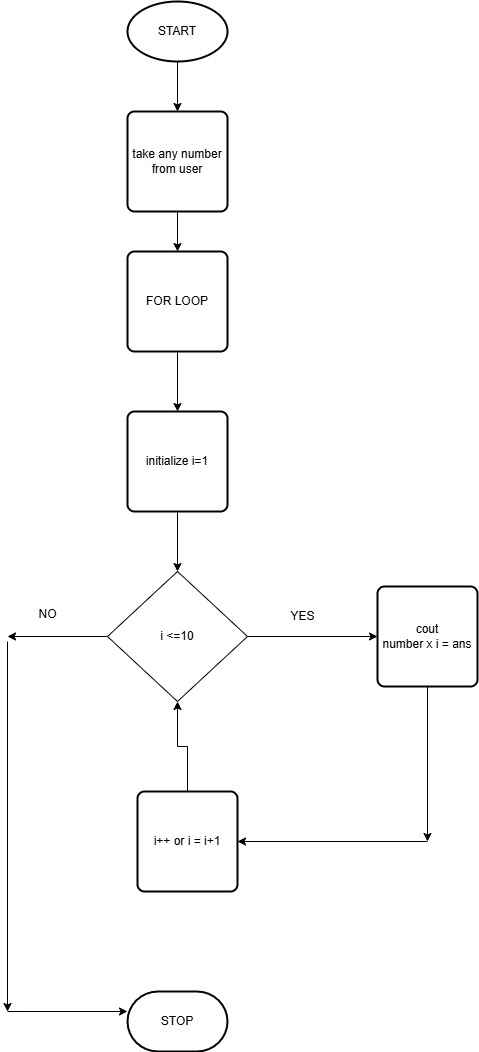 START
take any number
from user
FOR LOOP
initialize i=1
i <=10
NO
YES
cout
number x i = ans
i++ or i = i+1
STOP